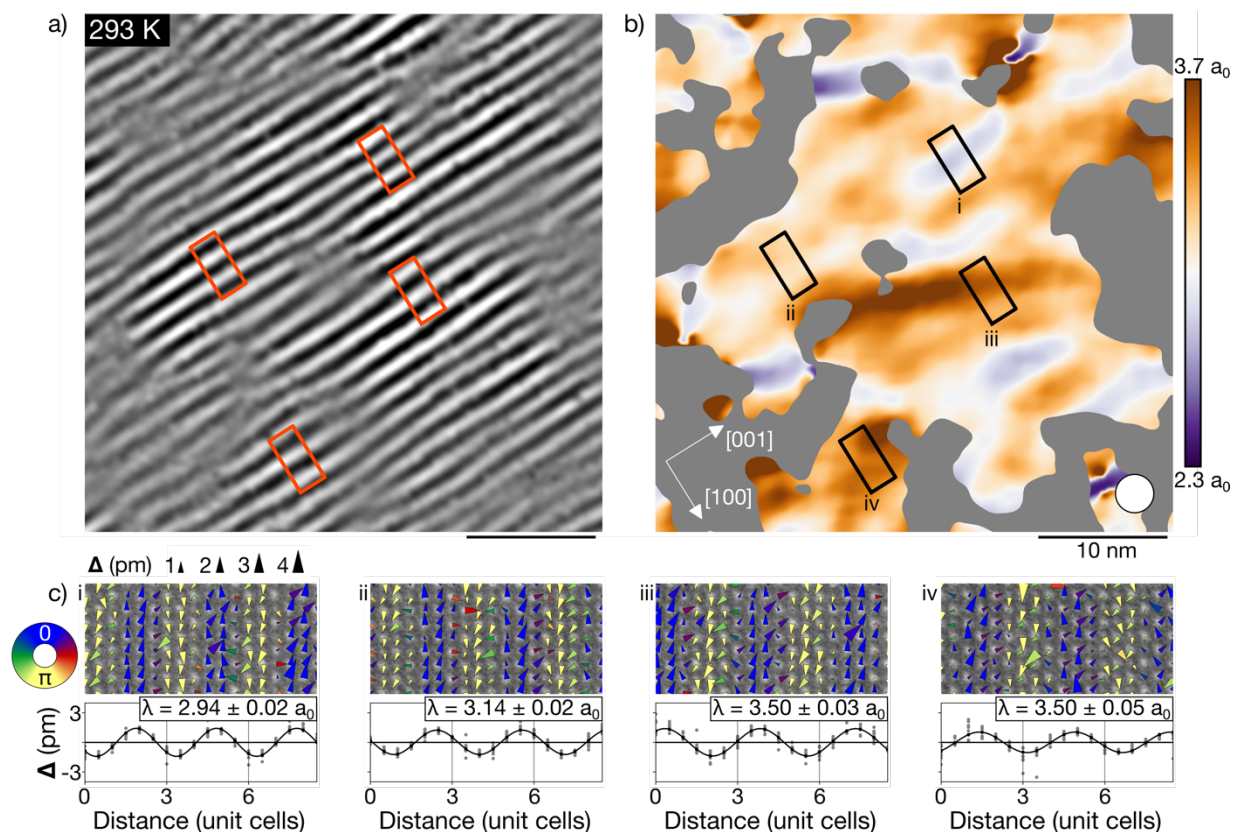 a)
293 K
b)
3.7 a₀
i
ii
iii
iv
[001]
[100]
2.3 a₀
10 nm
Δ (pm) 1 2 3 4
c) i
ii
iii
iv
0
π
λ = 2.94 ± 0.02 a₀
λ = 3.14 ± 0.02 a₀
λ = 3.50 ± 0.03 a₀
λ = 3.50 ± 0.05 a₀
Δ (pm)
3
-3
0 3 6
0 3 6
0 3 6
0 3 6
Distance (unit cells)
Distance (unit cells)
Distance (unit cells)
Distance (unit cells)